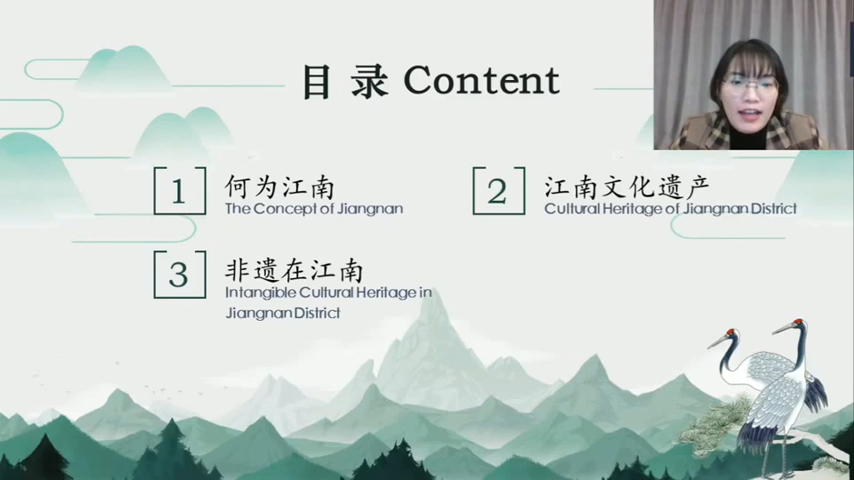 目录 Content
1
何为江南
The Concept of Jiangnan
2
江南文化遗产
Cultural Heritage of Jiangnan District
3
非遗在江南
Intangible Cultural Heritage in
Jiangnan District